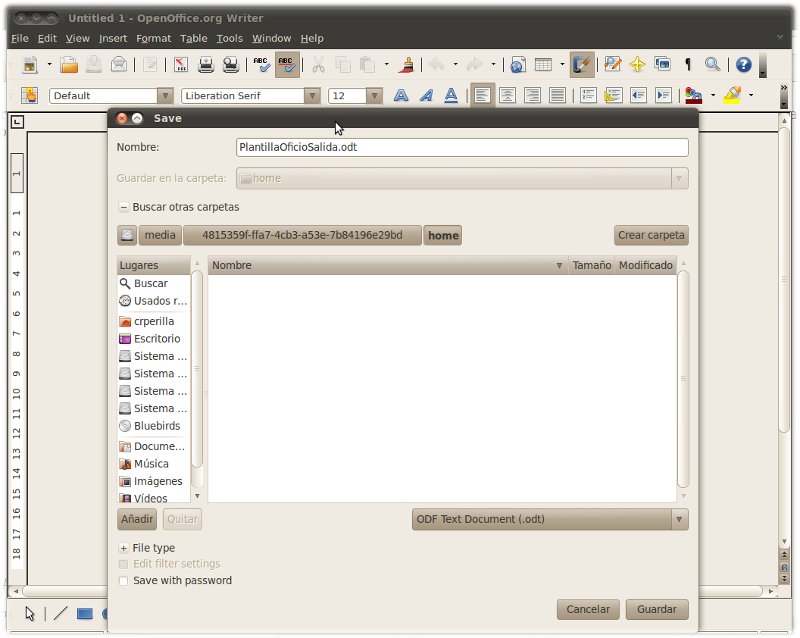 Untitled 1 - OpenOffice.org Writer
File Edit View Insert Format Table Tools Window Help
ABC ABC
Default Liberation Serif 12
Save
Nombre: PlantillaOficioSalida.odt
Guardar en la carpeta: home
Buscar otras carpetas
media 4815359f-ffa7-4cb3-a53e-7b84196e29bd home Crear carpeta
Lugares Nombre Tamaño Modificado
Buscar
Usados r...
crperilla
Escritorio
Sistema ...
Sistema ...
Sistema ...
Sistema ...
Bluebirds
Docume...
Música
Imágenes
Vídeos
Añadir Quitar ODF Text Document (.odt)
File type
Edit filter settings
Save with password
Cancelar Guardar
1
1
2
3
4
5
6
7
8
9
10
11
12
13
14
15
16
17
18